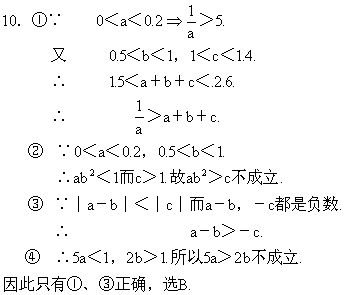 10. ①∵ 0<a<0.2⇒1/a>5.
又 0.5<b<1, 1<c<1.4.
∴ 1.5<a+b+c<.2.6.
∴ 1/a>a+b+c.
② ∵0<a<0.2, 0.5<b<1.
∴ab²<1而c>1.故ab²>c不成立.
③ ∵|a-b|<|c|而a-b, -c都是负数.
∴ a-b>-c.
④ ∴5a<1, 2b>1.所以5a>2b不成立.
因此只有①、③正确, 选B.